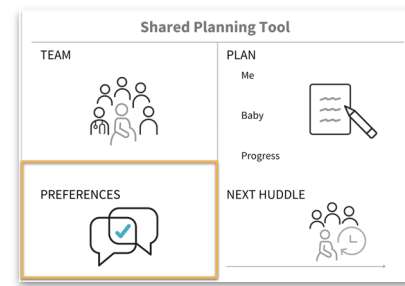 Shared Planning Tool
TEAM
PLAN
Me
Baby
Progress
PREFERENCES
NEXT HUDDLE